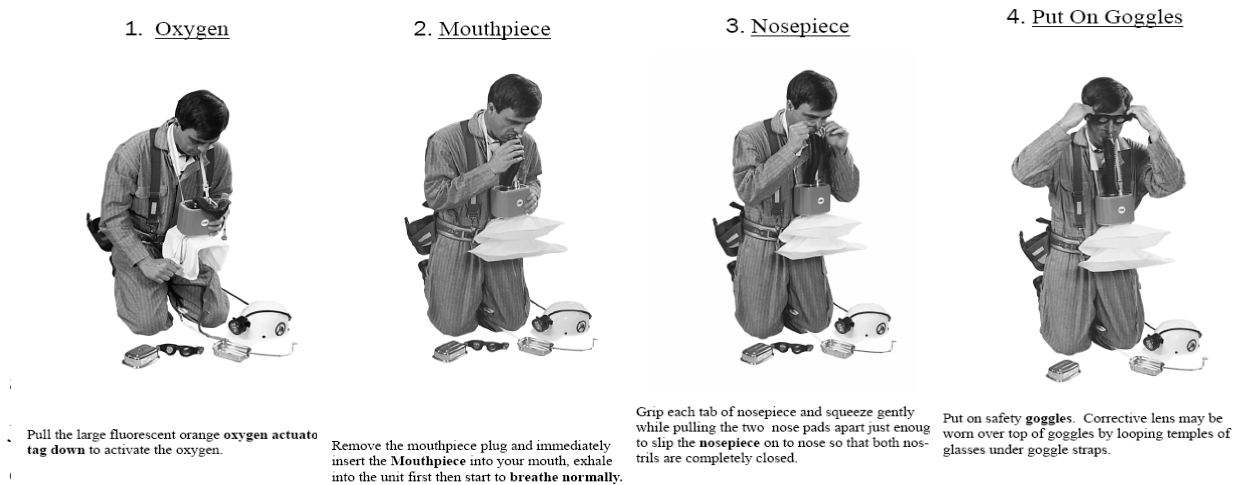 1. Oxygen
2. Mouthpiece
3. Nosepiece
4. Put On Goggles
Pull the large fluorescent orange oxygen actuato
tag down to activate the oxygen.
Remove the mouthpiece plug and immediately
insert the Mouthpiece into your mouth, exhale
into the unit first then start to breathe normally.
Grip each tab of nosepiece and squeeze gently
while pulling the two nose pads apart just enoug
to slip the nosepiece on to nose so that both nos-
trils are completely closed.
Put on safety goggles. Corrective lens may be
worn over top of goggles by looping temples of
glasses under goggle straps.